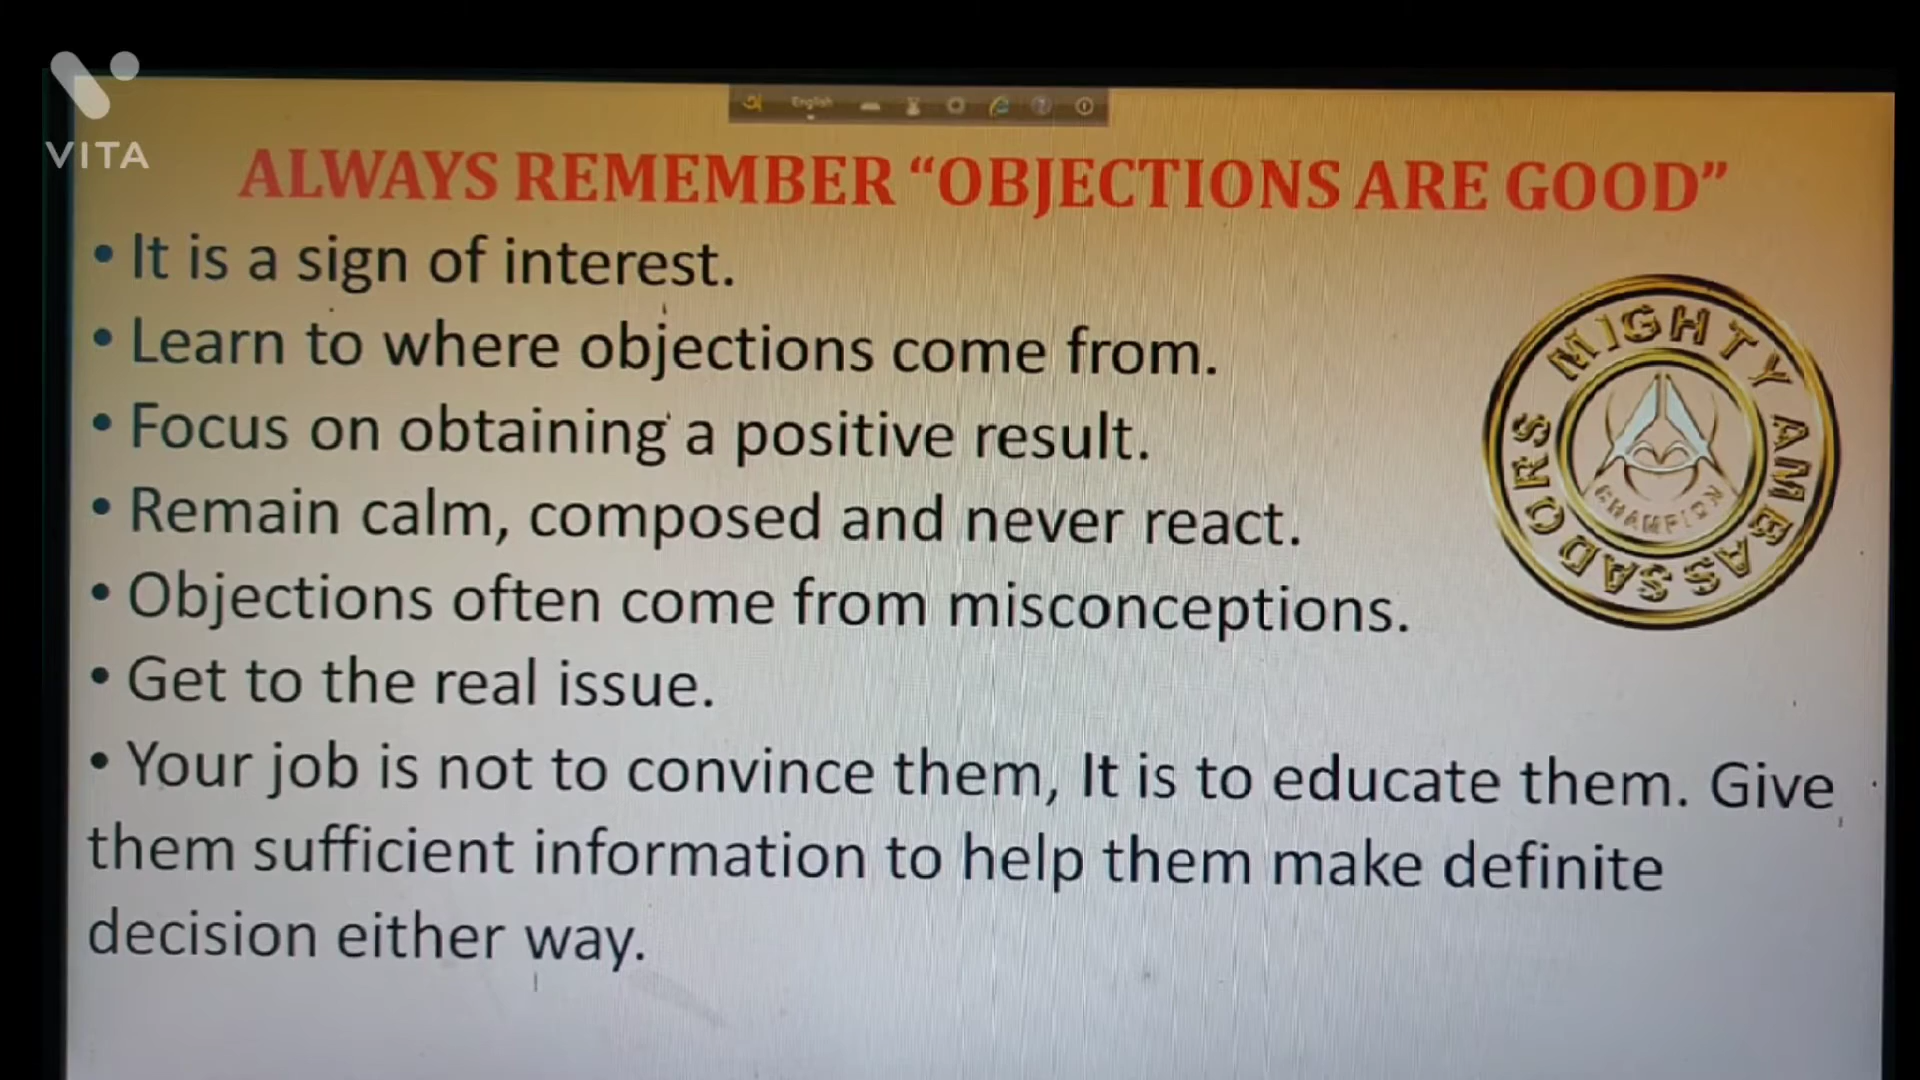 VITA
English
ALWAYS REMEMBER “OBJECTIONS ARE GOOD”
• It is a sign of interest.
• Learn to where objections come from.
• Focus on obtaining a positive result.
• Remain calm, composed and never react.
• Objections often come from misconceptions.
• Get to the real issue.
• Your job is not to convince them, It is to educate them. Give
them sufficient information to help them make definite
decision either way.
MIGHTY AMBASSADORS
CHAMPION